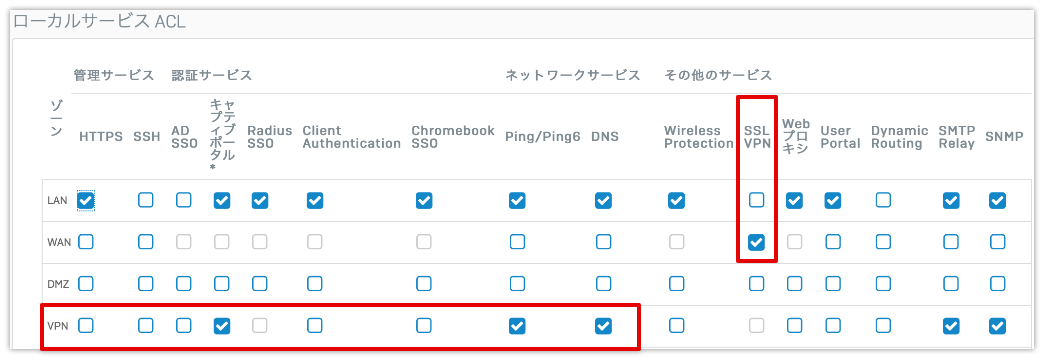 ローカルサービス ACL
管理サービス 認証サービス ネットワークサービス その他のサービス
ゾーン HTTPS SSH AD SSO キャプティブポータル* Radius SSO Client Authentication Chromebook SSO Ping/Ping6 DNS Wireless Protection SSL VPN Web プロキシ User Portal Dynamic Routing SMTP Relay SNMP
LAN
WAN
DMZ
VPN